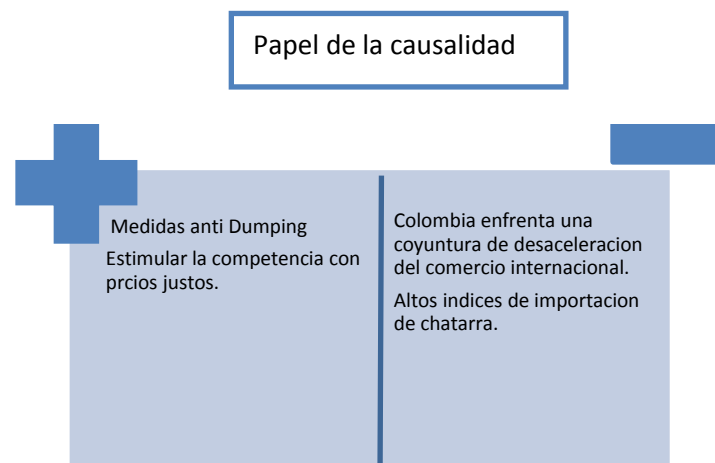 Papel de la causalidad
Medidas anti Dumping
Estimular la competencia con
prcios justos.
Colombia enfrenta una
coyuntura de desaceleracion
del comercio internacional.
Altos indices de importacion
de chatarra.